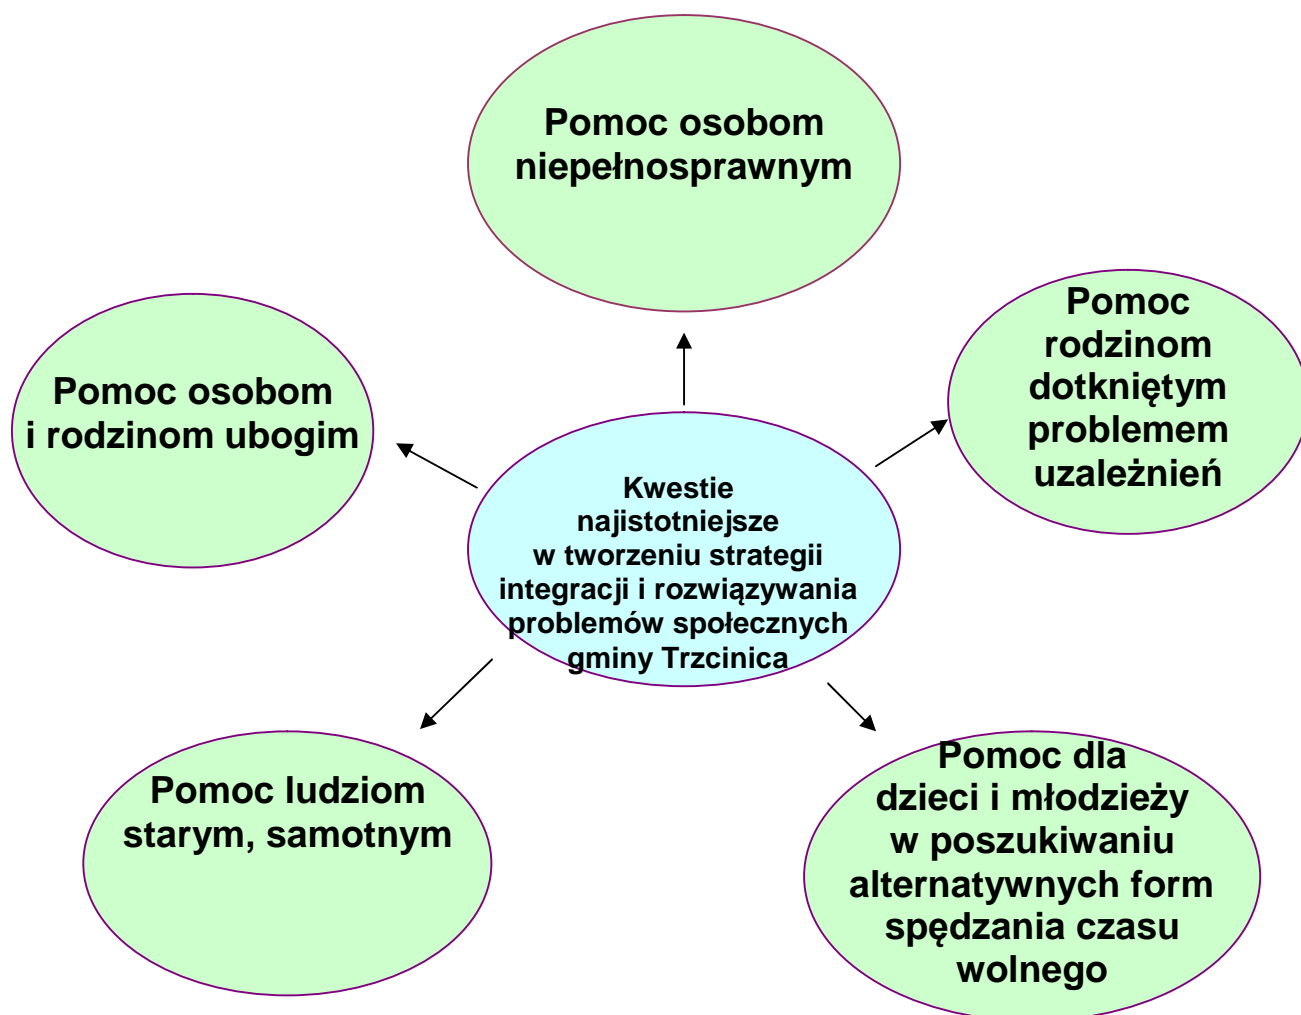 Pomoc osobom
niepełnosprawnym
Pomoc
rodzinom
dotkniętym
problemem
uzależnień
Pomoc osobom
i rodzinom ubogim
Kwestie
najistotniejsze
w tworzeniu strategii
integracji i rozwiązywania
problemów społecznych
gminy Trzcinica
Pomoc ludziom
starym, samotnym
Pomoc dla
dzieci i młodzieży
w poszukiwaniu
alternatywnych form
spędzania czasu
wolnego